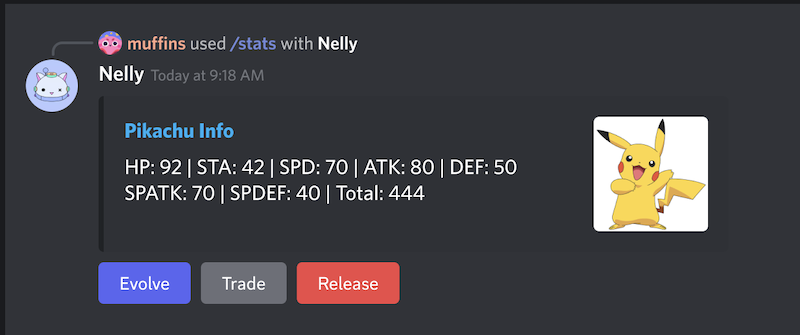 muffins used /stats with Nelly
Nelly Today at 9:18 AM
Pikachu Info
HP: 92 | STA: 42 | SPD: 70 | ATK: 80 | DEF: 50
SPATK: 70 | SPDEF: 40 | Total: 444
Evolve Trade Release